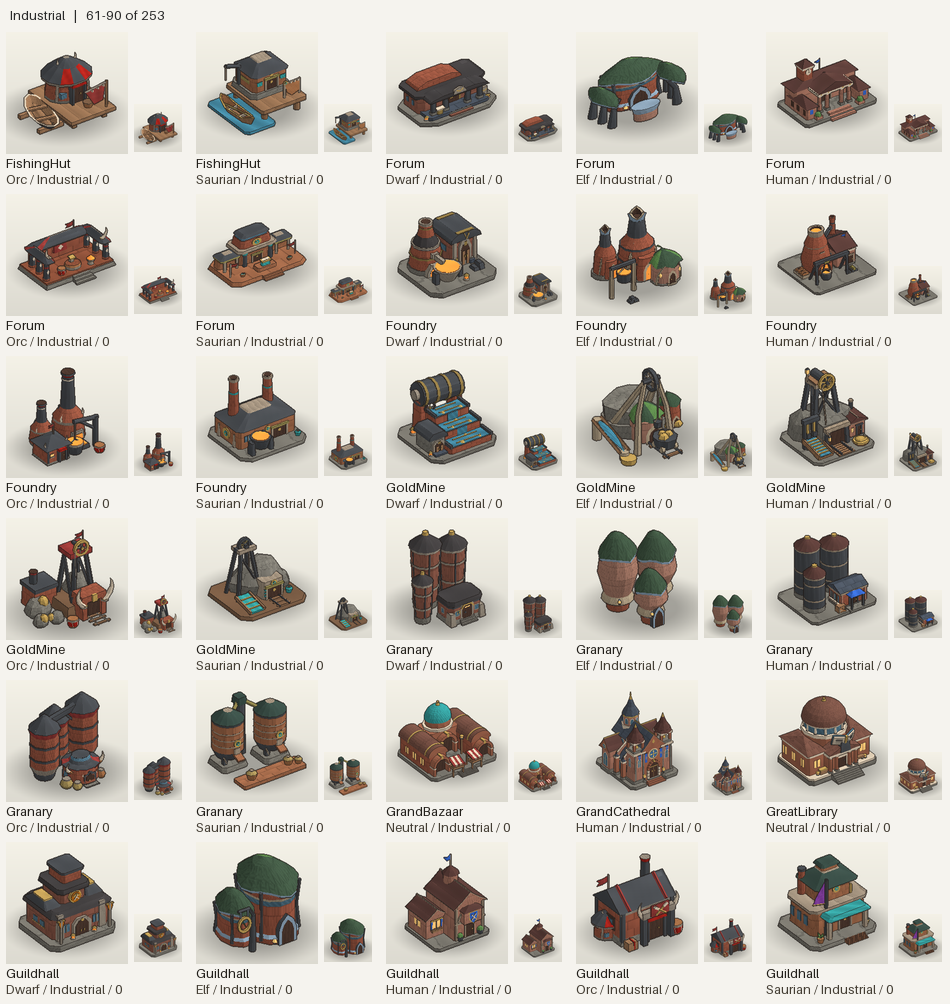 Industrial | 61-90 of 253
FishingHut
Orc / Industrial / 0
FishingHut
Saurian / Industrial / 0
Forum
Dwarf / Industrial / 0
Forum
Elf / Industrial / 0
Forum
Human / Industrial / 0
Forum
Orc / Industrial / 0
Forum
Saurian / Industrial / 0
Foundry
Dwarf / Industrial / 0
Foundry
Elf / Industrial / 0
Foundry
Human / Industrial / 0
Foundry
Orc / Industrial / 0
Foundry
Saurian / Industrial / 0
GoldMine
Dwarf / Industrial / 0
GoldMine
Elf / Industrial / 0
GoldMine
Human / Industrial / 0
GoldMine
Orc / Industrial / 0
GoldMine
Saurian / Industrial / 0
Granary
Dwarf / Industrial / 0
Granary
Elf / Industrial / 0
Granary
Human / Industrial / 0
Granary
Orc / Industrial / 0
Granary
Saurian / Industrial / 0
GrandBazaar
Neutral / Industrial / 0
GrandCathedral
Human / Industrial / 0
GreatLibrary
Neutral / Industrial / 0
Guildhall
Dwarf / Industrial / 0
Guildhall
Elf / Industrial / 0
Guildhall
Human / Industrial / 0
Guildhall
Orc / Industrial / 0
Guildhall
Saurian / Industrial / 0